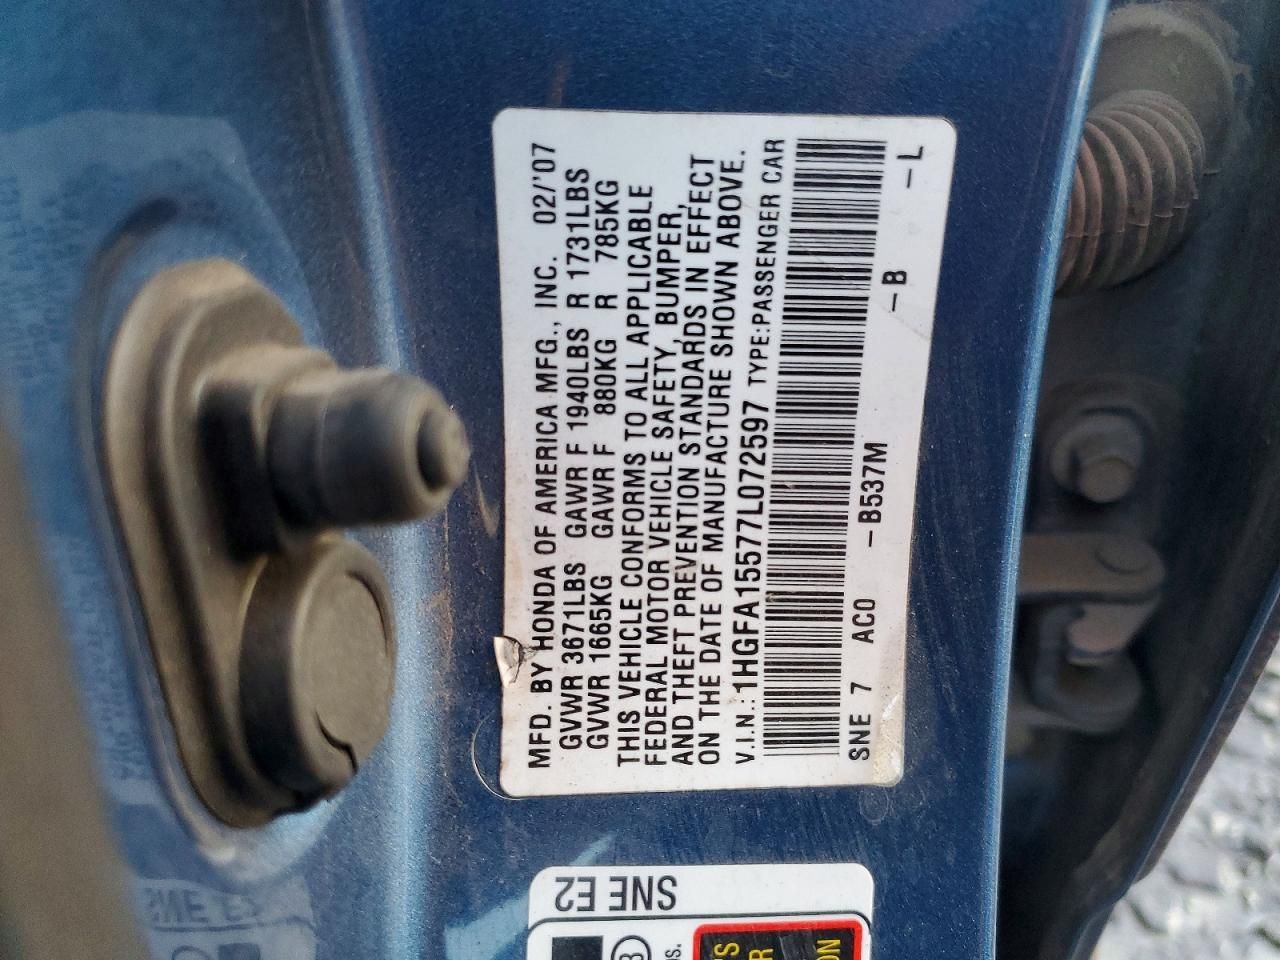 MFD. BY HONDA OF AMERICA MFG., INC. 02/'07
GVWR 3671LBS GAWR F 1940LBS R 1731LBS
GVWR 1665KG GAWR F 880KG R 785KG
THIS VEHICLE CONFORMS TO ALL APPLICABLE
FEDERAL MOTOR VEHICLE SAFETY, BUMPER,
AND THEFT PREVENTION STANDARDS IN EFFECT
ON THE DATE OF MANUFACTURE SHOWN ABOVE.
V.I.N.:1HGFA15577L072597 TYPE:PASSENGER CAR
SNE 7 AC0 -B537M -B -L
SNE E2